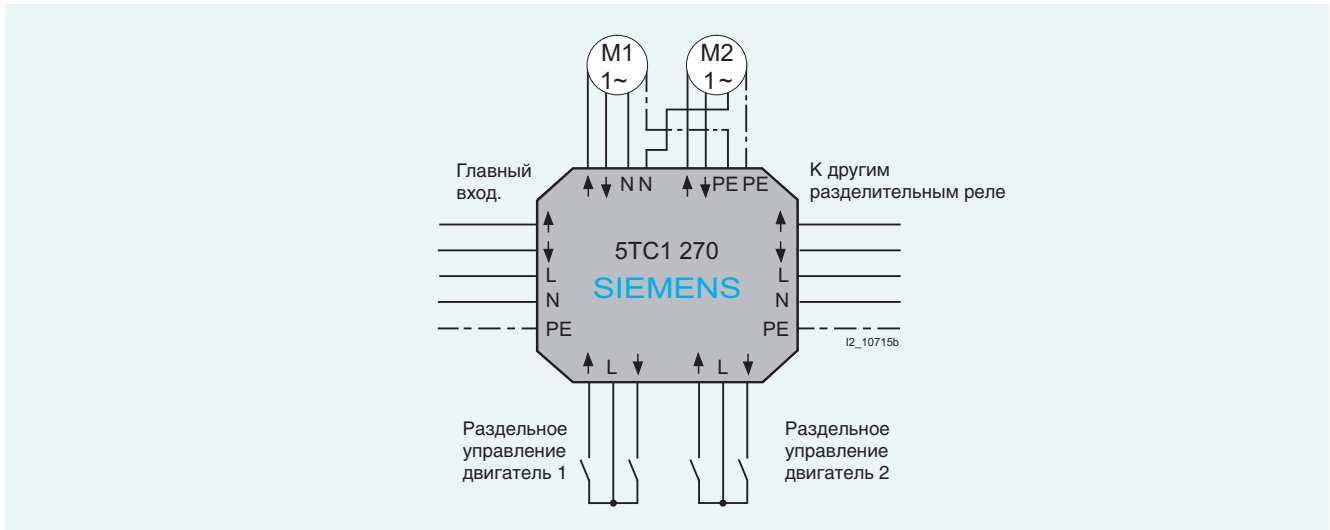 M1
1~
M2
1~
Главный
вход.
К другим
разделительным реле
N N
PE PE
5TC1 270
SIEMENS
L
N
PE
L
N
PE
I2_10715b
L
L
Раздельное
управление
двигатель 1
Раздельное
управление
двигатель 2